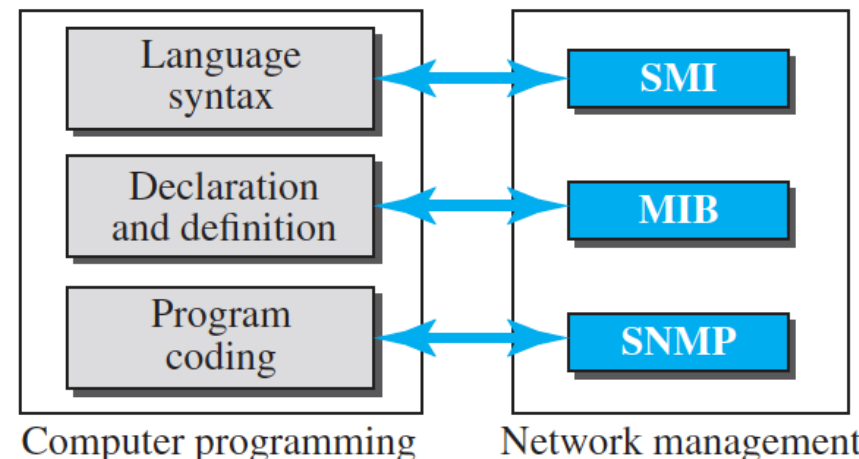 Language
syntax
SMI
Declaration
and definition
MIB
Program
coding
SNMP
Computer programming
Network management